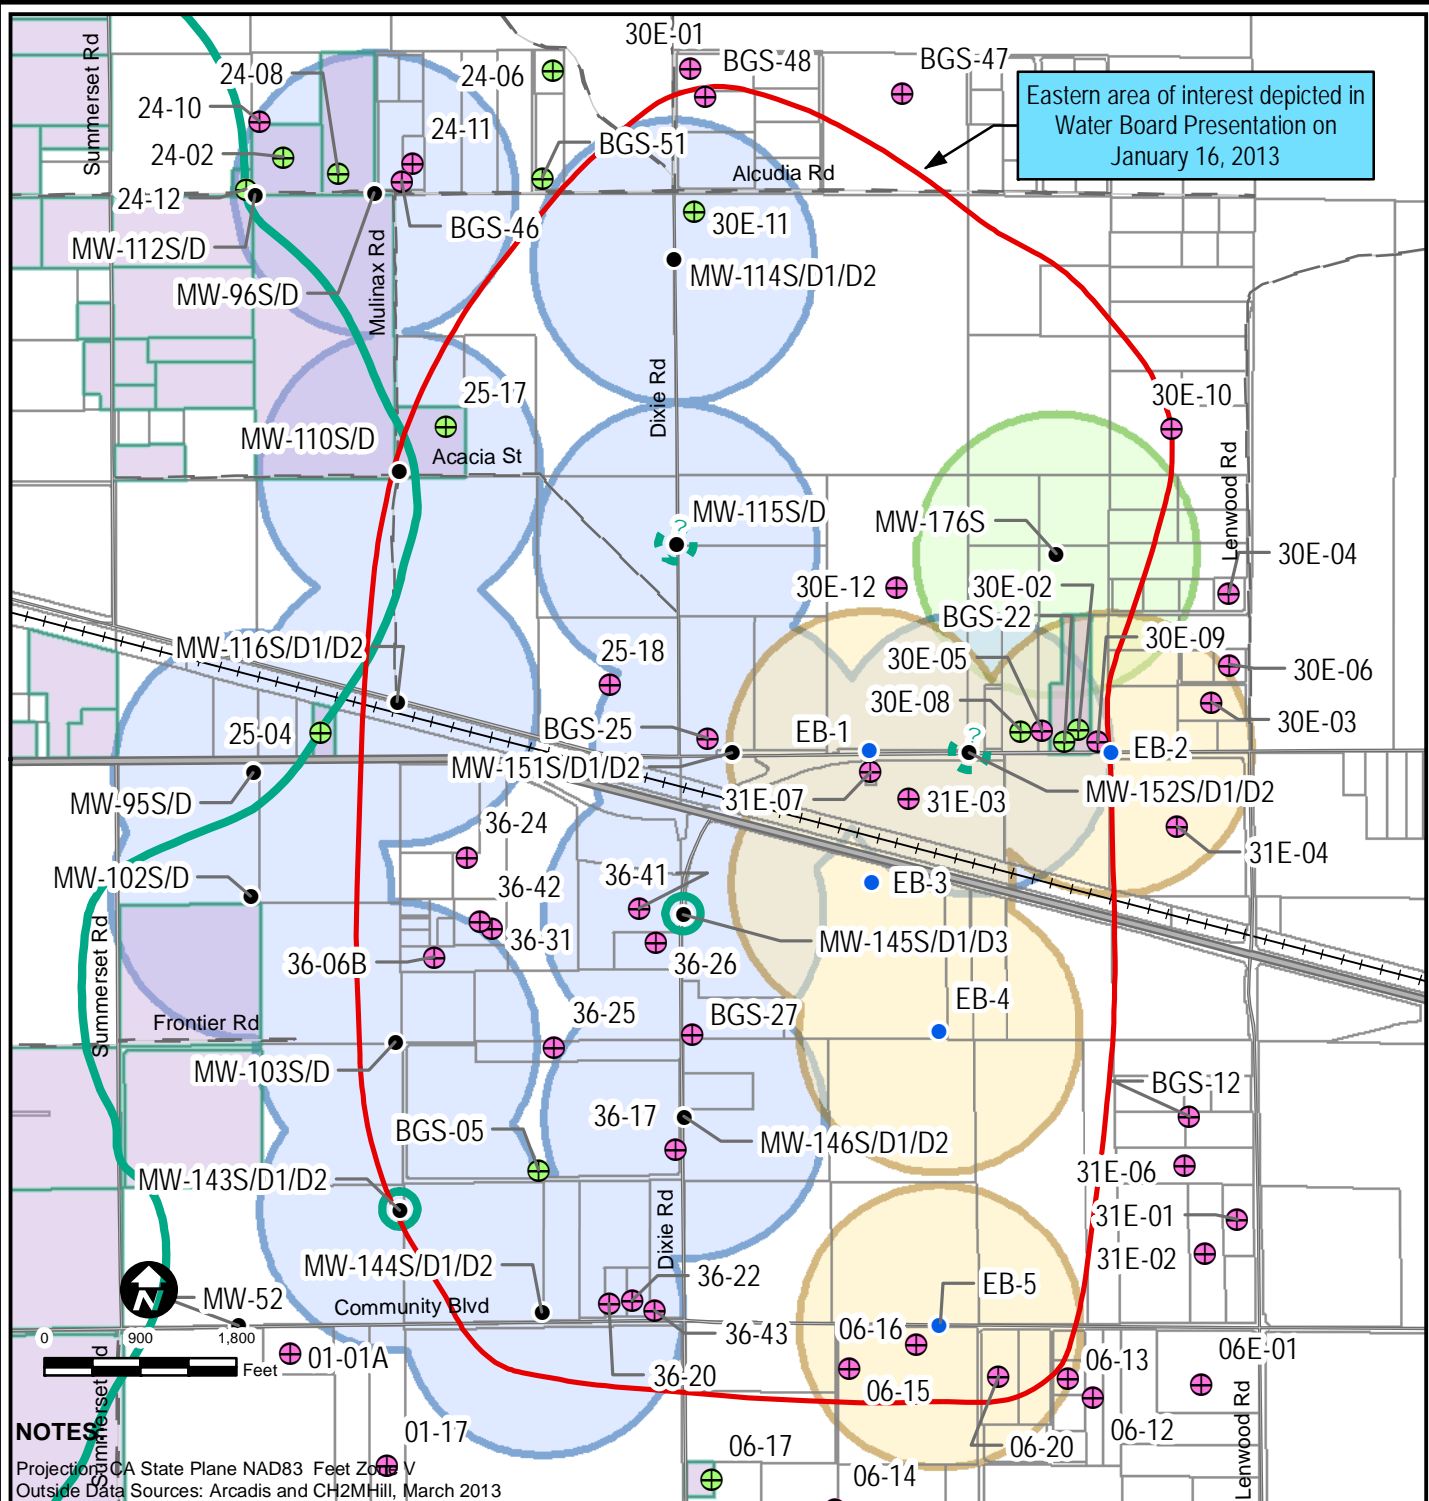 30E-01
BGS-48
BGS-47
24-06
24-08
24-10
24-11
24-02
BGS-51
Eastern area of interest depicted in
Water Board Presentation on
January 16, 2013
Summerset Rd
Alcudia Rd
24-12
30E-11
BGS-46
MW-112S/D
MW-96S/D
Mulinax Rd
MW-114S/D1/D2
25-17
Dixie Rd
30E-10
MW-110S/D
Acacia St
Lenwood Rd
?
MW-115S/D
MW-176S
30E-04
30E-12
30E-02
BGS-22
30E-09
MW-116S/D1/D2
25-18
30E-05
30E-06
30E-08
30E-03
25-04
BGS-25
EB-1
?
EB-2
MW-151S/D1/D2
MW-95S/D
31E-07
31E-03
MW-152S/D1/D2
36-24
31E-04
MW-102S/D
36-42
36-41
EB-3
Summerset Rd
36-31
MW-145S/D1/D3
36-06B
36-26
EB-4
Frontier Rd
36-25
BGS-27
MW-103S/D
BGS-12
BGS-05
36-17
MW-146S/D1/D2
31E-06
MW-143S/D1/D2
Dixie Rd
31E-01
31E-02
MW-144S/D1/D2
36-22
EB-5
N
MW-52
Community Blvd
36-43
06-16
06-13
06E-01
0 900 1,800
Feet
01-01A
36-20
06-15
Summerset Rd
Lenwood Rd
NOTES
01-17
06-12
06-20
06-17
06-14
Projection: CA State Plane NAD83 Feet Zone V
Outside Data Sources: Arcadis and CH2MHill, March 2013